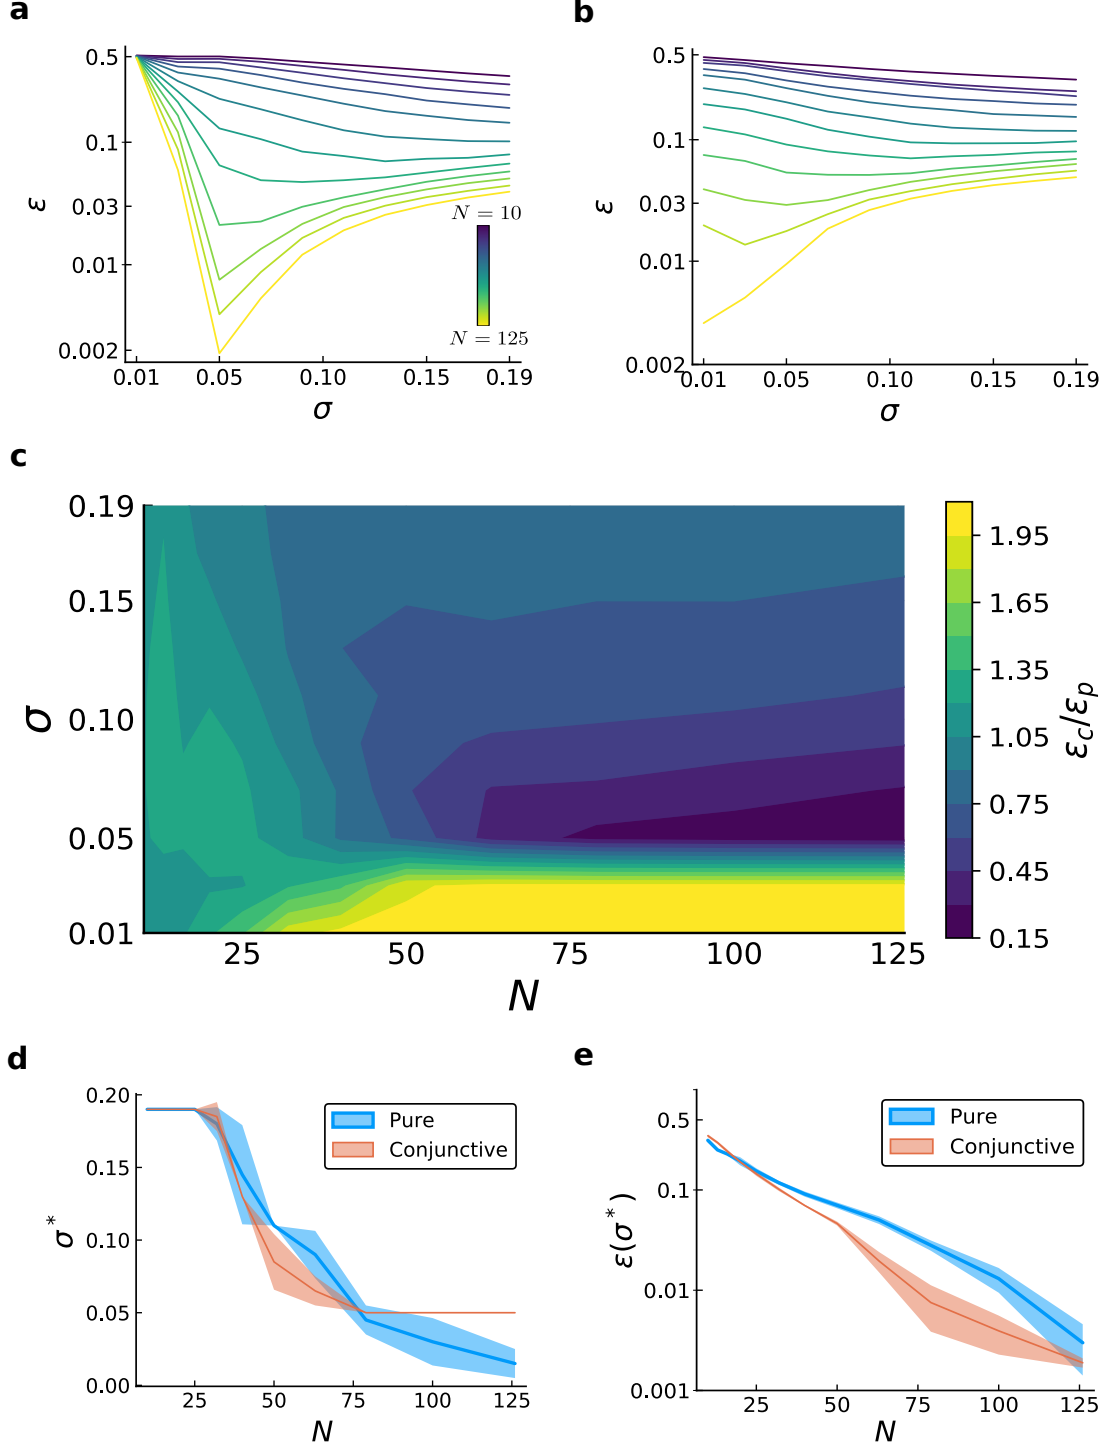 a
0.5
0.1
0.03
0.01
0.002
ε
N = 10
N = 125
0.01 0.05 0.10 0.15 0.19
σ
b
0.5
0.1
0.03
0.01
0.002
ε
0.01 0.05 0.10 0.15 0.19
σ
c
0.19
0.15
0.10
0.05
0.01
σ
25 50 75 100 125
N
1.95
1.65
1.35
1.05
0.75
0.45
0.15
ε_c/ε_p
d
0.20
0.15
0.10
0.05
0.00
σ*
Pure
Conjunctive
0 25 50 75 100 125
N
e
0.5
0.1
0.01
0.001
ε(σ*)
Pure
Conjunctive
25 50 75 100 125
N